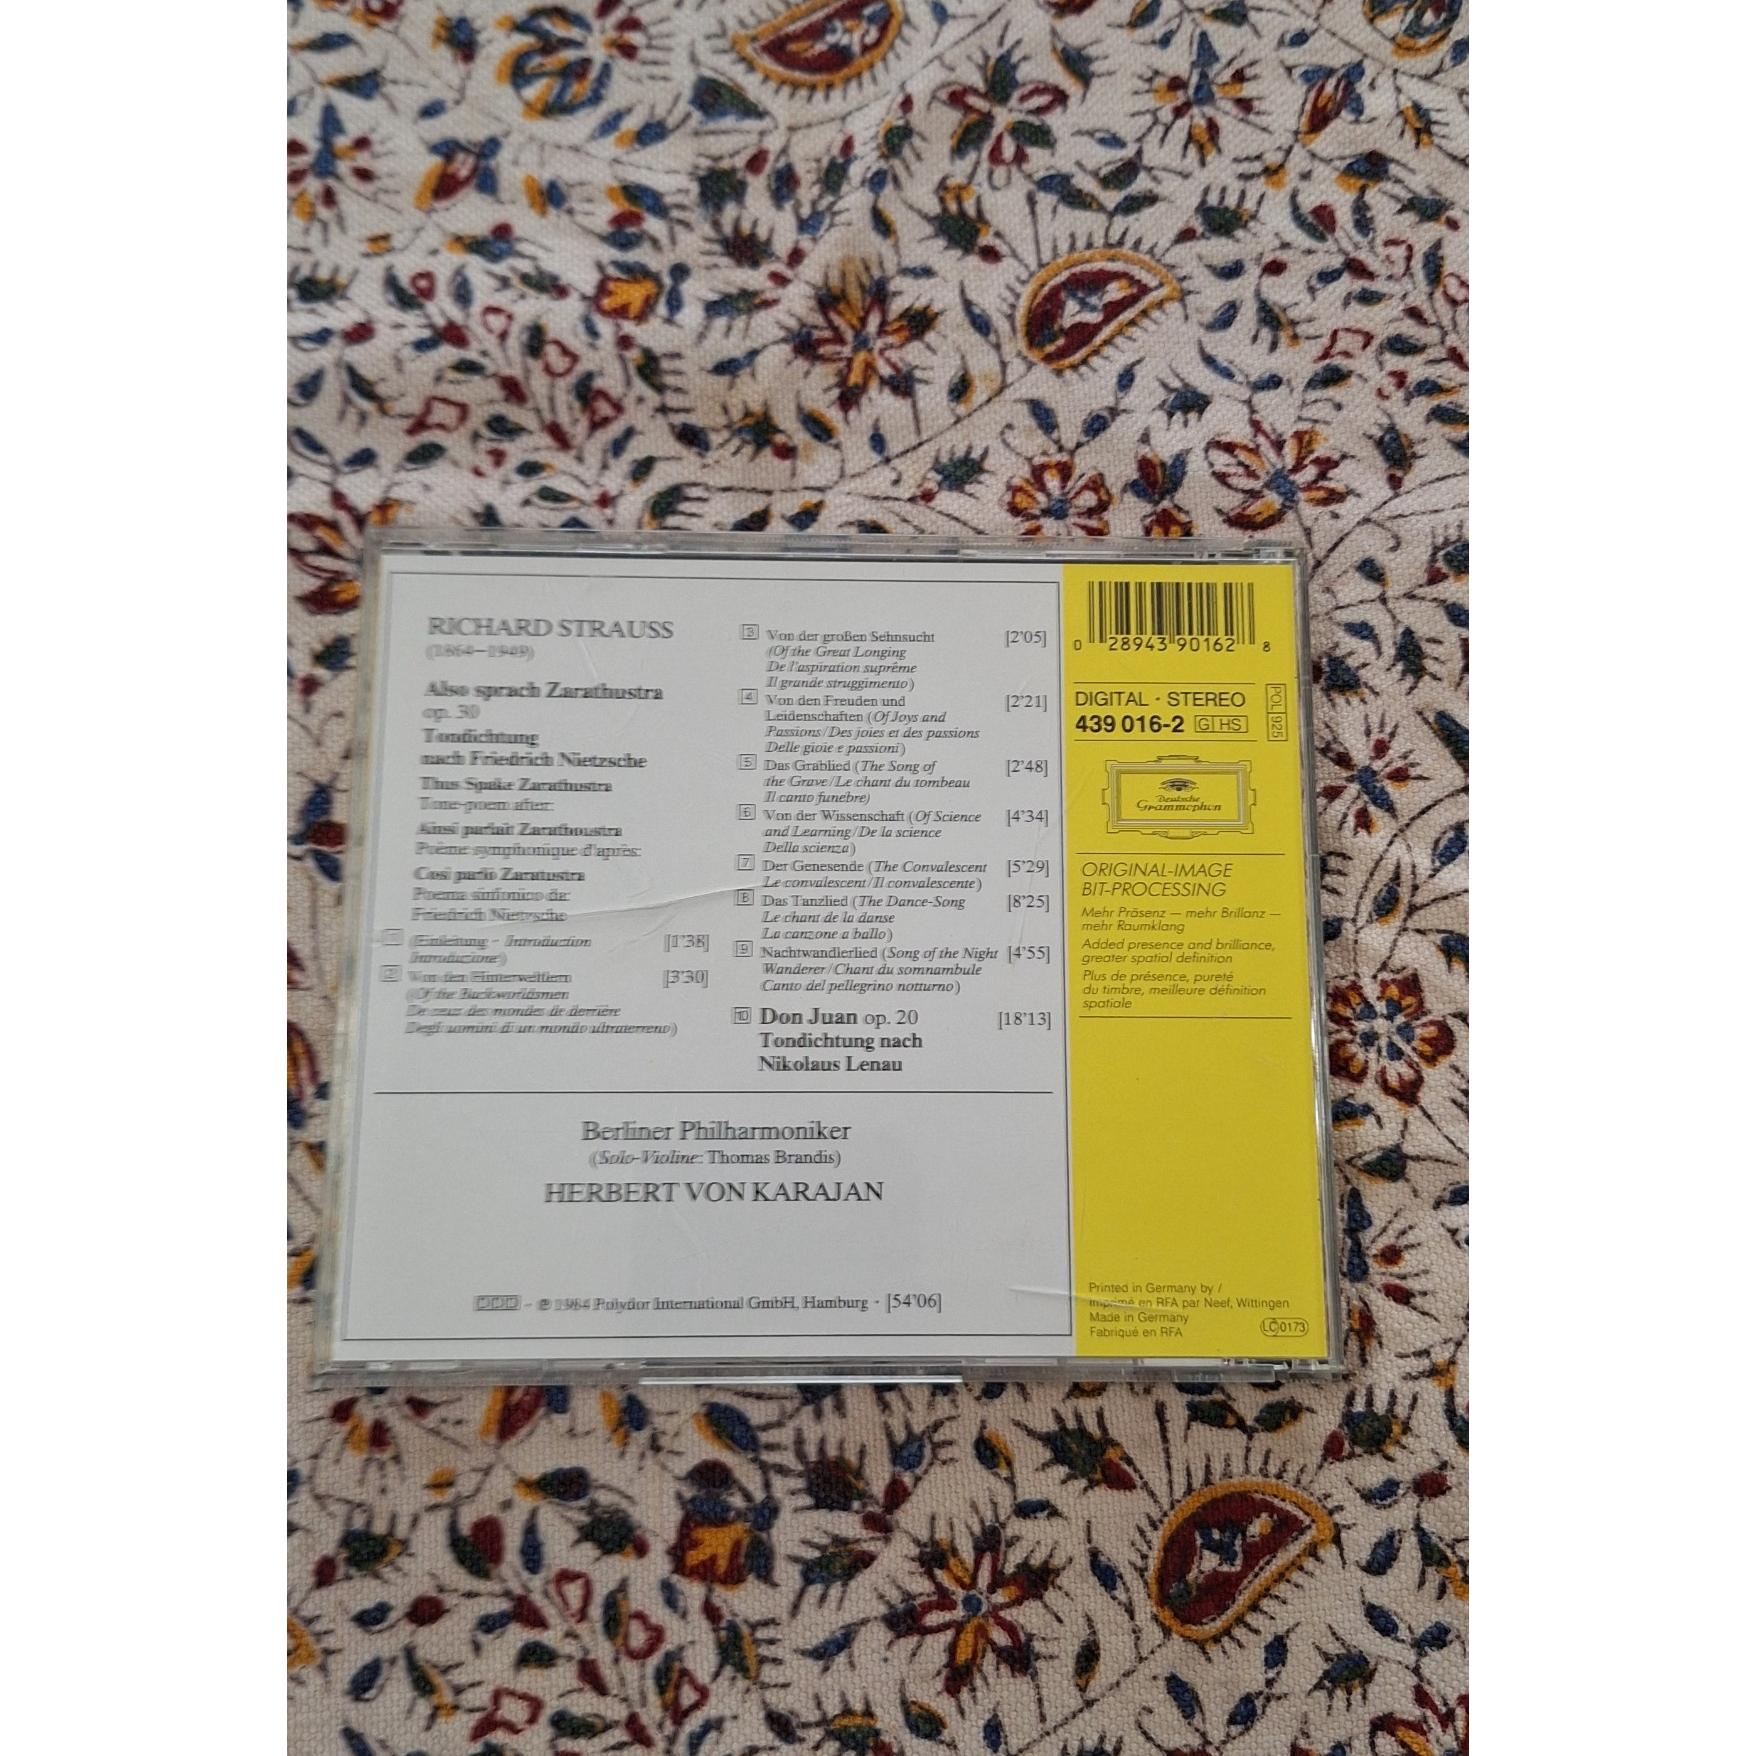 RICHARD STRAUSS
(1864–1949)
Also sprach Zarathustra
op. 30
Tondichtung
nach Friedrich Nietzsche
Thus Spake Zarathustra
Tone-poem after:
Ainsi parlait Zarathoustra
Poème symphonique d'après:
Così parlò Zaratustra
Poema sinfonico da:
Friedrich Nietzsche
1 (Einleitung – Introduction [1'38]
Introduzione)
2 Von den Hinterweltlern [3'30]
(Of the Backworldsmen
De ceux des mondes de derrière
Degli uomini di un mondo ultraterreno)
3 Von der großen Sehnsucht [2'05]
(Of the Great Longing
De l'aspiration suprême
Il grande struggimento)
4 Von den Freuden und [2'21]
Leidenschaften (Of Joys and
Passions/Des joies et des passions
Delle gioie e passioni)
5 Das Grablied (The Song of [2'48]
the Grave/Le chant du tombeau
Il canto funebre)
6 Von der Wissenschaft (Of Science [4'34]
and Learning/De la science
Della scienza)
7 Der Genesende (The Convalescent [5'29]
Le convalescent/Il convalescente)
8 Das Tanzlied (The Dance-Song [8'25]
Le chant de la danse
La canzone a ballo)
9 Nachtwandlerlied (Song of the Night [4'55]
Wanderer/Chant du somnambule
Canto del pellegrino notturno)
10 Don Juan op. 20 [18'13]
Tondichtung nach
Nikolaus Lenau
Berliner Philharmoniker
(Solo-Violine: Thomas Brandis)
HERBERT VON KARAJAN
DDD – ℗ 1984 Polydor International GmbH, Hamburg · [54'06]
0 28943 90162 8
DIGITAL · STEREO
439 016-2 G HS
POL 925
Deutsche
Grammophon
ORIGINAL-IMAGE
BIT-PROCESSING
Mehr Präsenz – mehr Brillanz –
mehr Raumklang
Added presence and brilliance,
greater spatial definition
Plus de présence, pureté
du timbre, meilleure définition
spatiale
Printed in Germany by /
Imprimé en RFA par Neef, Wittingen
Made in Germany
Fabriqué en RFA
LC 0173